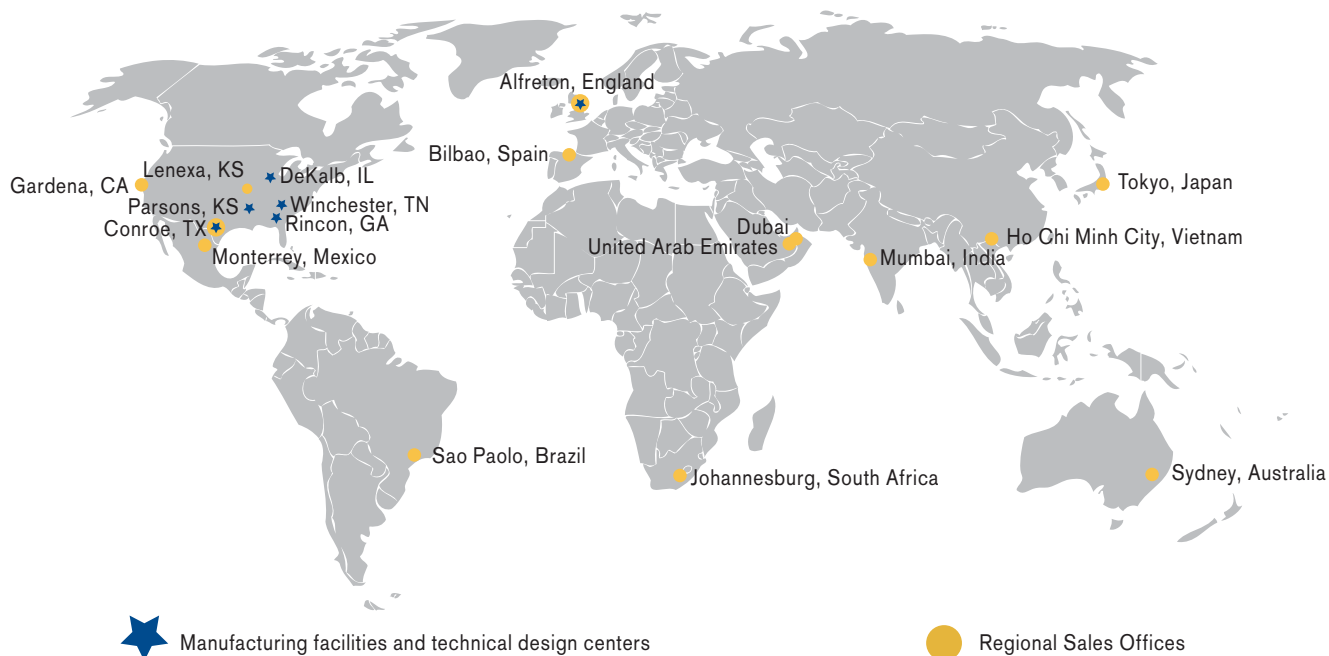 Alfreton, England
Bilbao, Spain
Lenexa, KS
DeKalb, IL
Gardena, CA
Tokyo, Japan
Parsons, KS
Winchester, TN
Conroe, TX
Rincon, GA
Monterrey, Mexico
Dubai
United Arab Emirates
Ho Chi Minh City, Vietnam
Mumbai, India
Sao Paolo, Brazil
Johannesburg, South Africa
Sydney, Australia
Manufacturing facilities and technical design centers
Regional Sales Offices